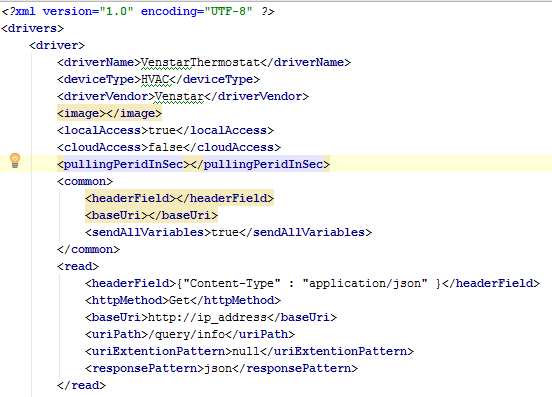 <?xml version="1.0" encoding="UTF-8" ?>
<drivers>
<driver>
<driverName>VenstarThermostat</driverName>
<deviceType>HVAC</deviceType>
<driverVendor>Venstar</driverVendor>
<image></image>
<localAccess>true</localAccess>
<cloudAccess>false</cloudAccess>
<pullingPeridInSec></pullingPeridInSec>
<common>
<headerField></headerField>
<baseUri></baseUri>
<sendAllVariables>true</sendAllVariables>
</common>
<read>
<headerField>{"Content-Type" : "application/json" }</headerField>
<httpMethod>Get</httpMethod>
<baseUri>http://ip_address</baseUri>
<uriPath>/query/info</uriPath>
<uriExtentionPattern>null</uriExtentionPattern>
<responsePattern>json</responsePattern>
</read>